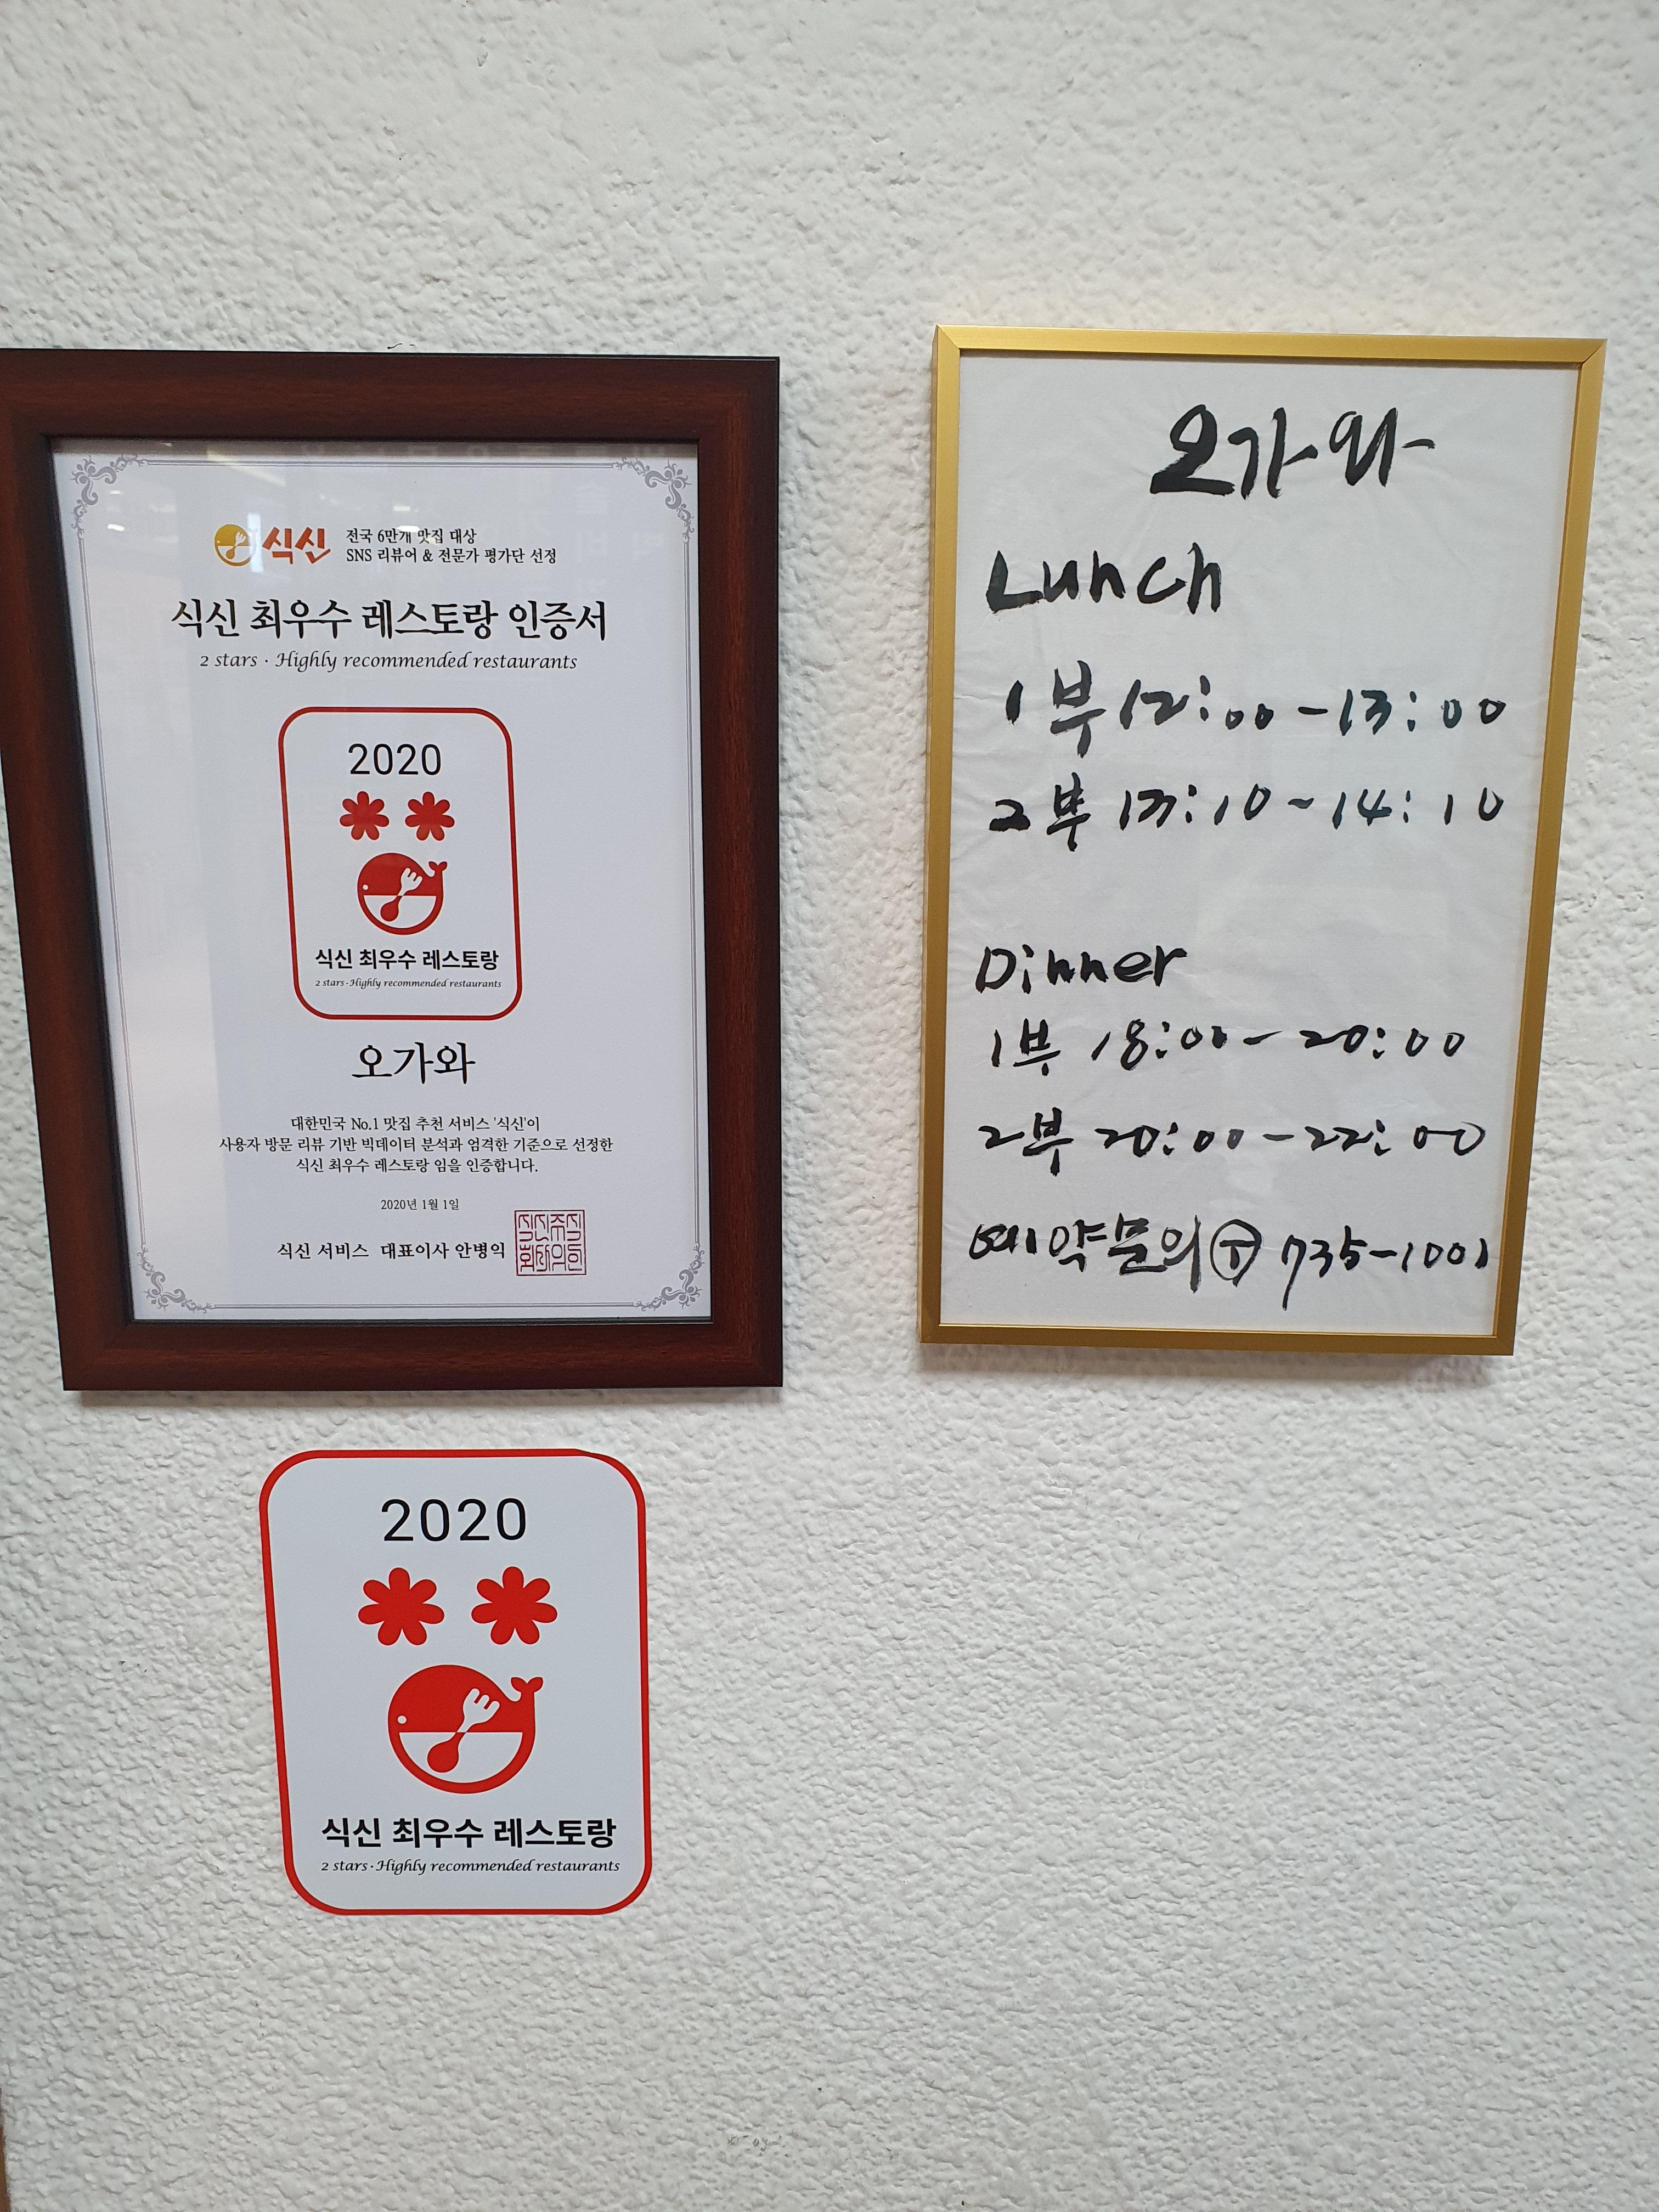 식신
전국 6만개 맛집 대상
SNS 리뷰어 & 전문가 평가단 선정
식신 최우수 레스토랑 인증서
2 stars · Highly recommended restaurants
2020
식신 최우수 레스토랑
2 stars·Highly recommended restaurants
오가와
대한민국 No.1 맛집 추천 서비스 '식신'이
사용자 방문 리뷰 기반 빅데이터 분석과 엄격한 기준으로 선정한
식신 최우수 레스토랑 임을 인증합니다.
2020년 1월 1일
식신 서비스 대표이사 안병익
오가와
Lunch
1부 12:00-13:00
2부 13:10~14:10
Dinner
1부 18:00-20:00
2부 20:00-22:00
예약문의 T 735-1001
2020
식신 최우수 레스토랑
2 stars·Highly recommended restaurants